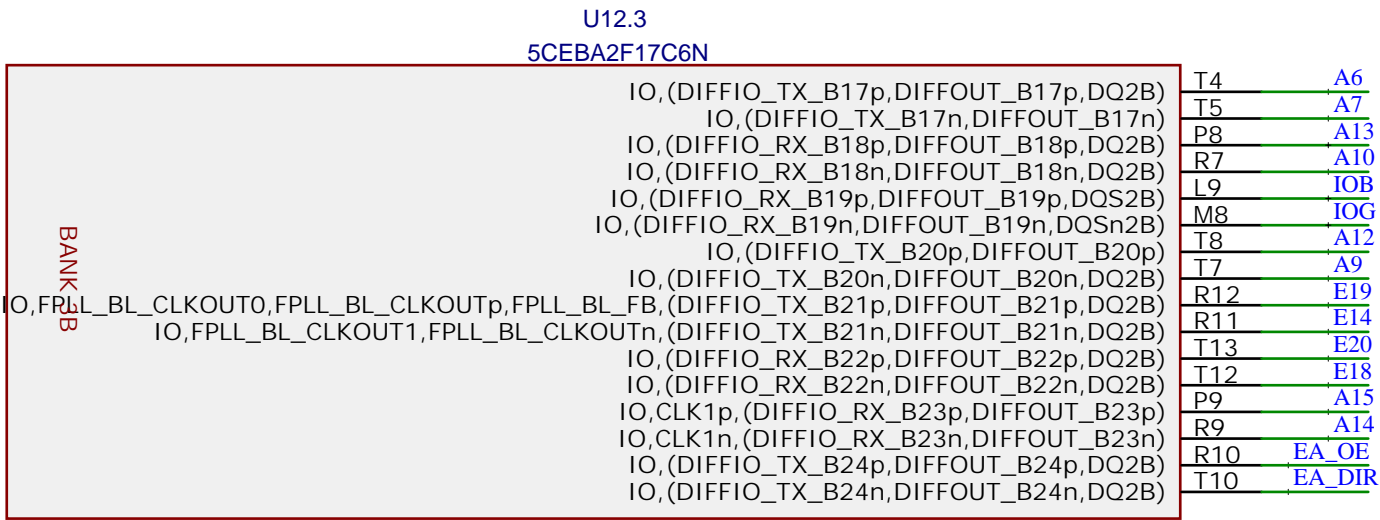 U12.3
5CEBA2F17C6N
IO,(DIFFIO_TX_B17p,DIFFOUT_B17p,DQ2B) T4 A6
IO,(DIFFIO_TX_B17n,DIFFOUT_B17n) T5 A7
IO,(DIFFIO_RX_B18p,DIFFOUT_B18p,DQ2B) P8 A13
IO,(DIFFIO_RX_B18n,DIFFOUT_B18n,DQ2B) R7 A10
IO,(DIFFIO_RX_B19p,DIFFOUT_B19p,DQS2B) L9 IOB
IO,(DIFFIO_RX_B19n,DIFFOUT_B19n,DQSn2B) M8 IOG
IO,(DIFFIO_TX_B20p,DIFFOUT_B20p) T8 A12
IO,(DIFFIO_TX_B20n,DIFFOUT_B20n,DQ2B) T7 A9
IO,FPLL_BL_CLKOUT0,FPLL_BL_CLKOUTp,FPLL_BL_FB,(DIFFIO_TX_B21p,DIFFOUT_B21p,DQ2B) R12 E19
IO,FPLL_BL_CLKOUT1,FPLL_BL_CLKOUTn,(DIFFIO_TX_B21n,DIFFOUT_B21n,DQ2B) R11 E14
IO,(DIFFIO_RX_B22p,DIFFOUT_B22p,DQ2B) T13 E20
IO,(DIFFIO_RX_B22n,DIFFOUT_B22n,DQ2B) T12 E18
IO,CLK1p,(DIFFIO_RX_B23p,DIFFOUT_B23p) P9 A15
IO,CLK1n,(DIFFIO_RX_B23n,DIFFOUT_B23n) R9 A14
IO,(DIFFIO_TX_B24p,DIFFOUT_B24p,DQ2B) R10 EA_OE
IO,(DIFFIO_TX_B24n,DIFFOUT_B24n,DQ2B) T10 EA_DIR
BANK 3B